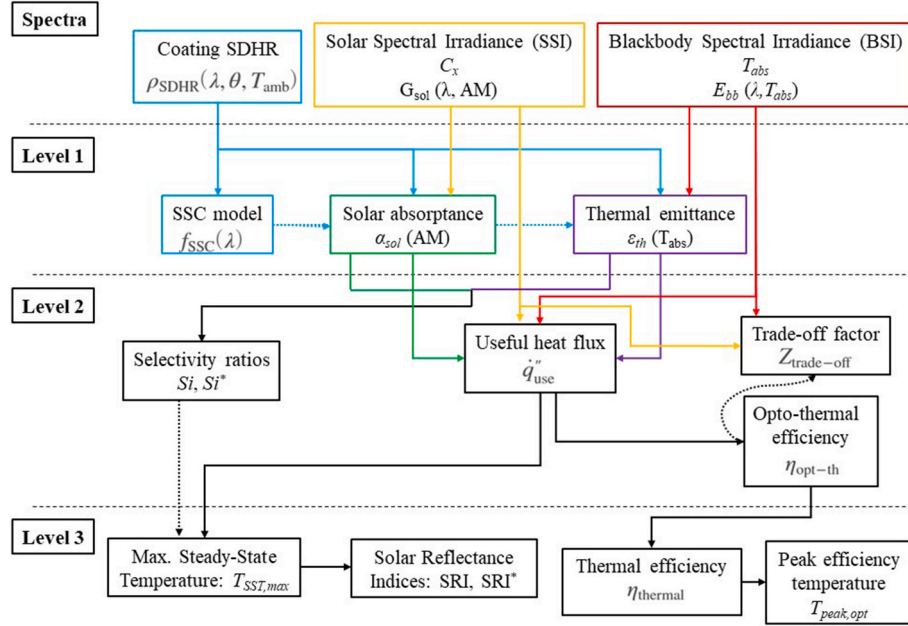 Spectra
Coating SDHR
ρSDHR(λ, θ, Tamb)
Solar Spectral Irradiance (SSI)
Cx
Gsol (λ, AM)
Blackbody Spectral Irradiance (BSI)
Tabs
Ebb (λ,Tabs)
Level 1
SSC model
fSSC(λ)
Solar absorptance
αsol (AM)
Thermal emittance
εth (Tabs)
Level 2
Selectivity ratios
Si, Si*
Useful heat flux
q̇″use
Trade-off factor
Ztrade−off
Opto-thermal
efficiency
ηopt−th
Level 3
Max. Steady-State
Temperature: TSST,max
Solar Reflectance
Indices: SRI, SRI*
Thermal efficiency
ηthermal
Peak efficiency
temperature
Tpeak,opt